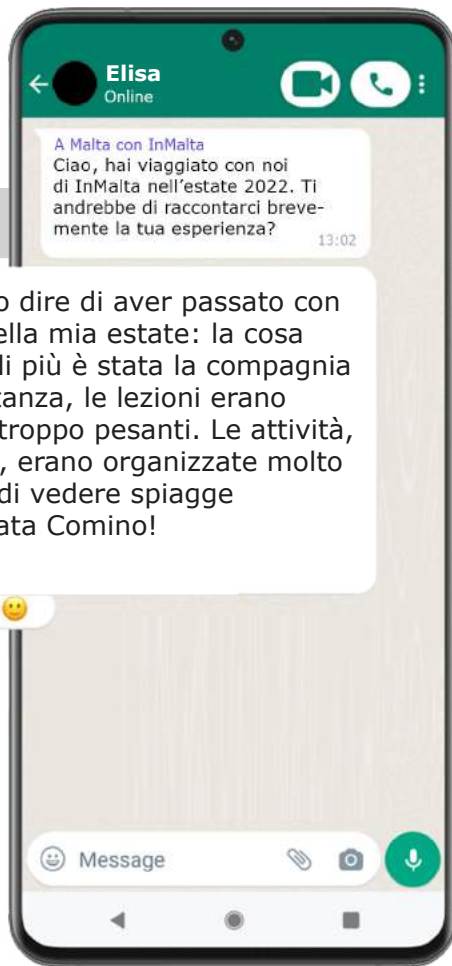 Elisa
Online
A Malta con InMalta
Ciao, hai viaggiato con noi
di InMalta nell'estate 2022. Ti
andrebbe di raccontarci breve-
mente la tua esperienza?
13:02
o dire di aver passato con
ella mia estate: la cosa
di più è stata la compagnia
tanza, le lezioni erano
troppo pesanti. Le attività,
, erano organizzate molto
di vedere spiagge
ata Comino!
Message